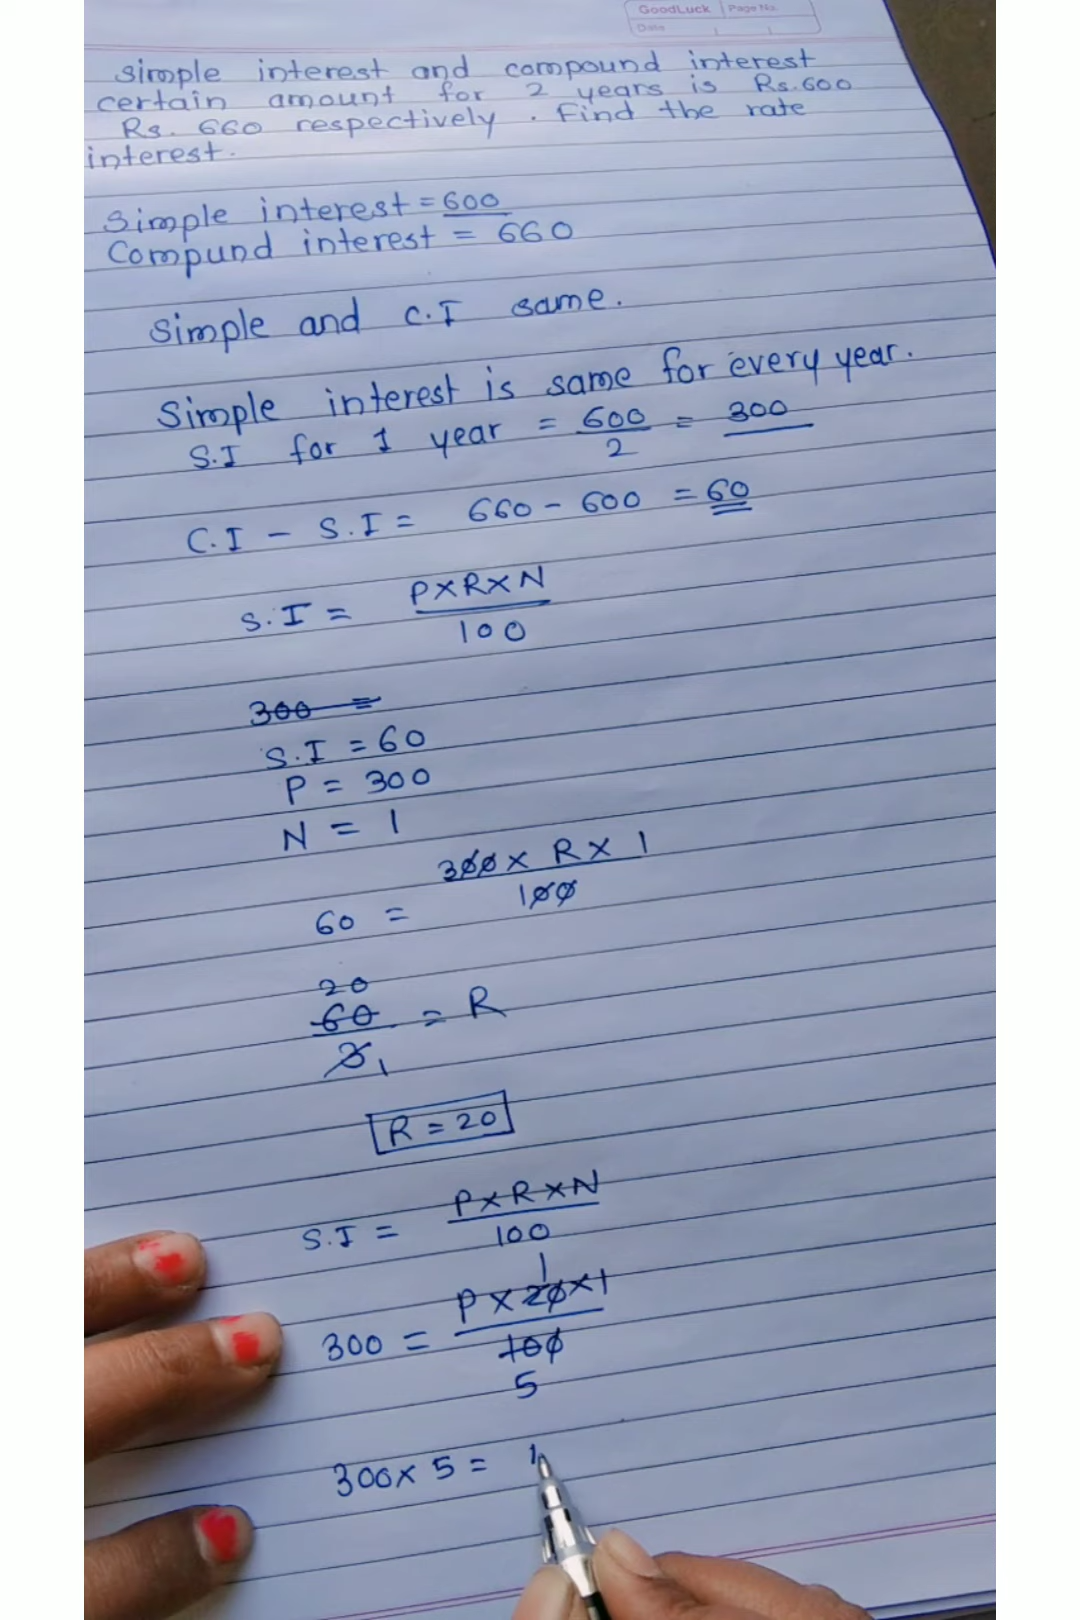 GoodLuck Page No.
Date
simple interest and compound interest
certain amount for 2 years is Rs.600
Rs. 660 respectively . Find the rate
interest.
Simple interest = 600
Compund interest = 660
Simple and C.I same.
Simple interest is same for every year.
S.I for 1 year = 600/2 = 300
C.I - S.I = 660 - 600 = 60
S.I = P×R×N
100
300 =
S.I = 60
P = 300
N = 1
300 × R × 1
60 =
100
20
60 = R
3 1
R = 20
S.I = P×R×N
100
1
300 = P × 20 × 1
100
5
300 × 5 =